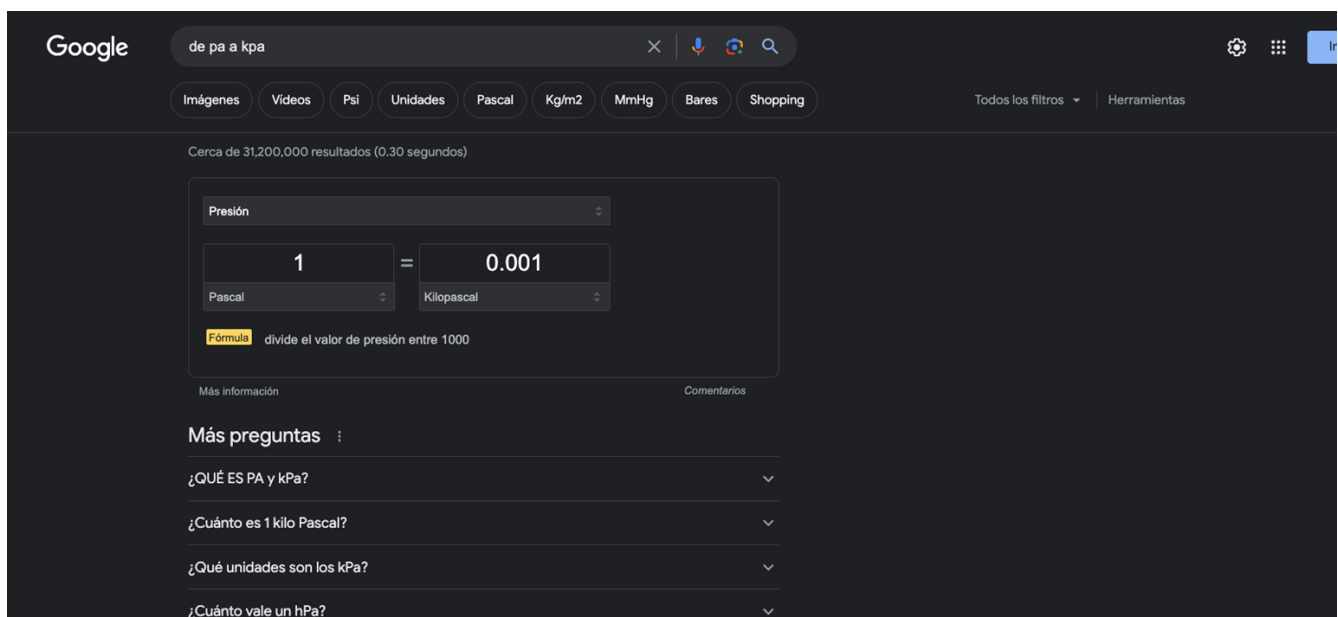 Google
de pa a kpa
Imágenes Vídeos Psi Unidades Pascal Kg/m2 MmHg Bares Shopping
Todos los filtros Herramientas
Cerca de 31,200,000 resultados (0.30 segundos)
Presión
1 = 0.001
Pascal Kilopascal
Fórmula divide el valor de presión entre 1000
Más información Comentarios
Más preguntas
¿QUÉ ES PA y kPa?
¿Cuánto es 1 kilo Pascal?
¿Qué unidades son los kPa?
¿Cuánto vale un hPa?